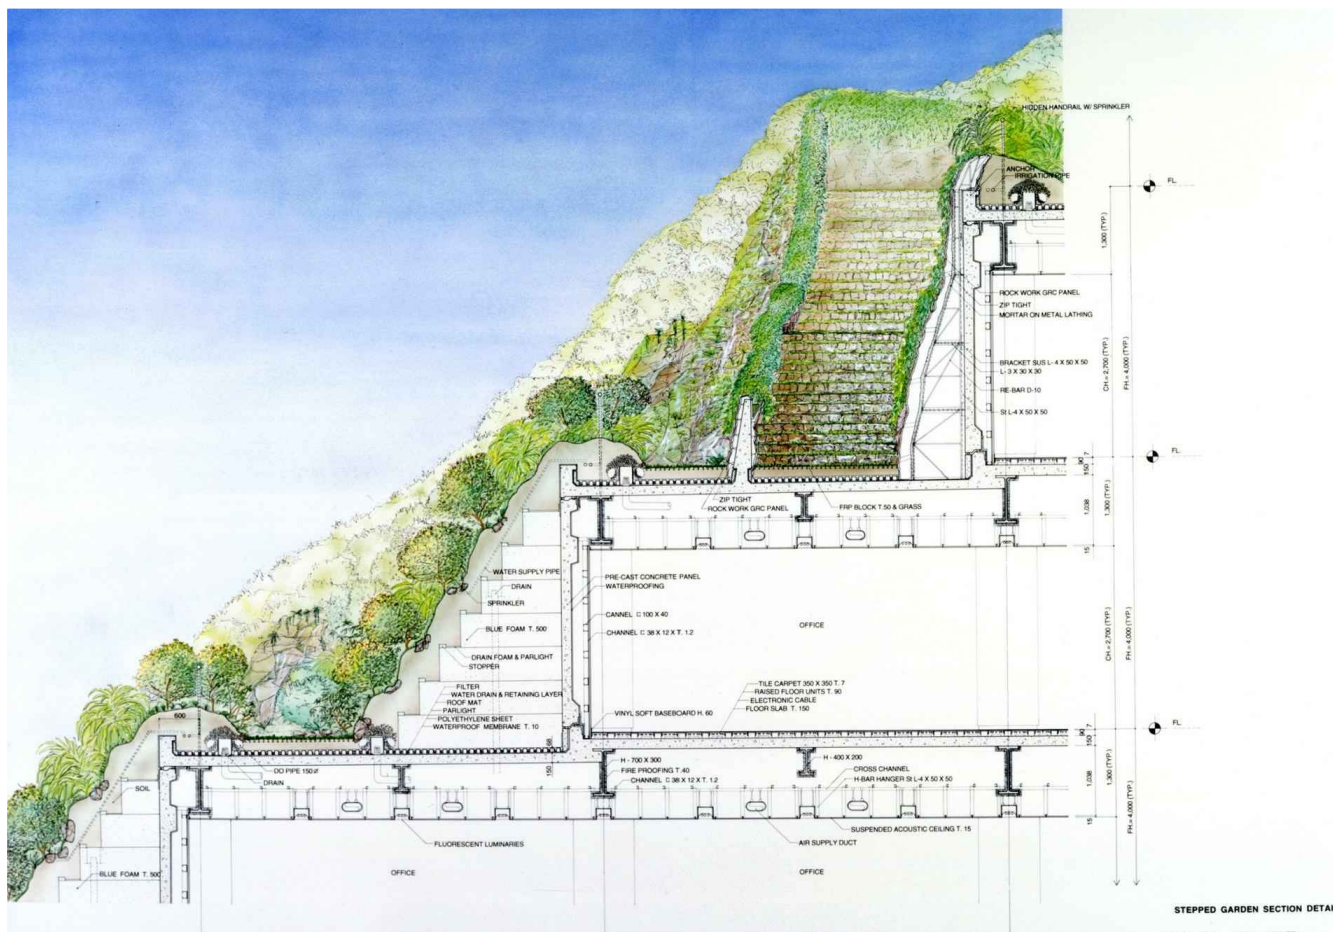 HIDDEN HANDRAIL W/ SPRINKLER
ANCHOR
IRRIGATION PIPE
FL.
1,300 (TYP.)
ROCK WORK GRC PANEL
ZIP TIGHT
MORTAR ON METAL LATHING
BRACKET SUS L- 4 X 50 X 50
L- 3 X 30 X 30
RE-BAR D-10
St L-4 X 50 X 50
CH.= 2,700 (TYP.)
FH.= 4,000 (TYP.)
FL.
90 7
150
1,038
1,300 (TYP.)
15
ZIP TIGHT
ROCK WORK GRC PANEL
FRP BLOCK T.50 & GRASS
WATER SUPPLY PIPE
DRAIN
SPRINKLER
BLUE FOAM T. 500
DRAIN FOAM & PARLIGHT
STOPPER
FILTER
WATER DRAIN & RETAINING LAYER
ROOF MAT
PARLIGHT
POLYETHYLENE SHEET
WATERPROOF MEMBRANE T. 10
PRE-CAST CONCRETE PANEL
WATERPROOFING
CANNEL C 100 X 40
CHANNEL C 38 X 12 X T. 1.2
OFFICE
TILE CARPET 350 X 350 T. 7
RAISED FLOOR UNITS T. 90
ELECTRONIC CABLE
FLOOR SLAB T. 150
VINYL SOFT BASEBOARD H. 60
CH.= 2,700 (TYP.)
FH.= 4,000 (TYP.)
FL.
90 7
150
1,038
1,300 (TYP.)
15
FH.= 4,000 (TYP.)
600
150
DO PIPE 150 ø
DRAIN
SOIL
H - 700 X 300
FIRE PROOFING T.40
CHANNEL C 38 X 12 X T. 1.2
H - 400 X 200
CROSS CHANNEL
H-BAR HANGER St L-4 X 50 X 50
SUSPENDED ACOUSTIC CEILING T. 15
AIR SUPPLY DUCT
FLUORESCENT LUMINARIES
BLUE FOAM T. 500
OFFICE
OFFICE
STEPPED GARDEN SECTION DETAI